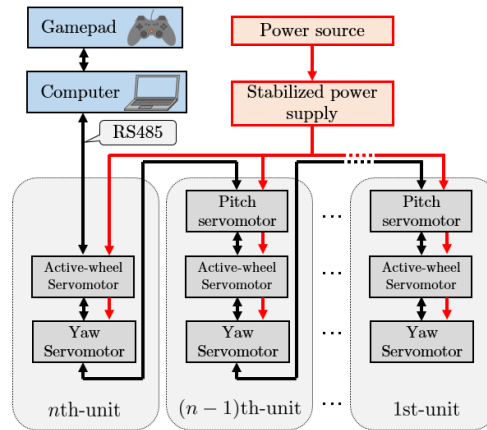 Gamepad
Power source
Computer
Stabilized power
supply
RS485
Pitch
servomotor
Pitch
servomotor
...
Active-wheel
Servomotor
Active-wheel
Servomotor
...
Active-wheel
Servomotor
Yaw
Servomotor
Yaw
Servomotor
...
Yaw
Servomotor
nth-unit
(n − 1)th-unit
...
1st-unit